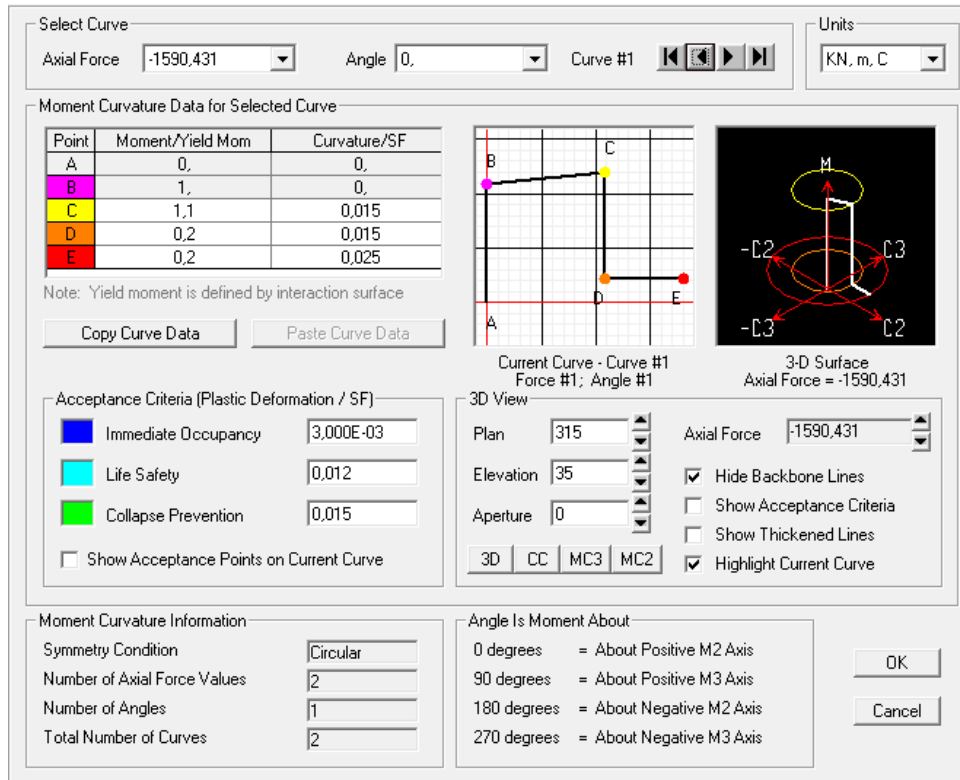 Select Curve
Units
Axial Force -1590,431 Angle 0, Curve #1
KN, m, C
Moment Curvature Data for Selected Curve
Point Moment/Yield Mom Curvature/SF
A 0, 0,
B 1, 0,
C 1,1 0,015
D 0,2 0,015
E 0,2 0,025
Note: Yield moment is defined by interaction surface
Copy Curve Data Paste Curve Data
B C
D E
A
Current Curve - Curve #1
Force #1; Angle #1
M
-C2 C3
-C3 C2
3-D Surface
Axial Force = -1590,431
Acceptance Criteria (Plastic Deformation / SF)
Immediate Occupancy 3,000E-03
Life Safety 0,012
Collapse Prevention 0,015
Show Acceptance Points on Current Curve
3D View
Plan 315
Elevation 35
Aperture 0
3D CC MC3 MC2
Axial Force -1590,431
Hide Backbone Lines
Show Acceptance Criteria
Show Thickened Lines
Highlight Current Curve
Moment Curvature Information
Symmetry Condition Circular
Number of Axial Force Values 2
Number of Angles 1
Total Number of Curves 2
Angle Is Moment About
0 degrees = About Positive M2 Axis
90 degrees = About Positive M3 Axis
180 degrees = About Negative M2 Axis
270 degrees = About Negative M3 Axis
OK
Cancel